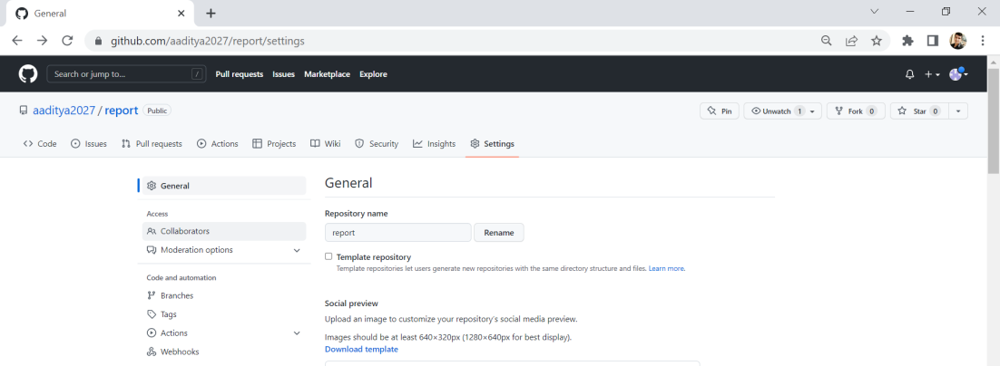 General
github.com/aaditya2027/report/settings
Search or jump to... / Pull requests Issues Marketplace Explore
aaditya2027 / report Public Pin Unwatch 1 Fork 0 Star 0
Code Issues Pull requests Actions Projects Wiki Security Insights Settings
General
Access
Collaborators
Moderation options
Code and automation
Branches
Tags
Actions
Webhooks
General
Repository name
report Rename
Template repository
Template repositories let users generate new repositories with the same directory structure and files. Learn more.
Social preview
Upload an image to customize your repository's social media preview.
Images should be at least 640×320px (1280×640px for best display).
Download template